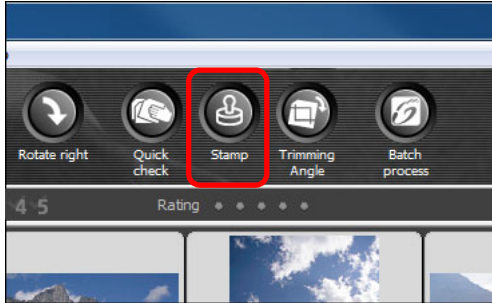 Rotate right
Quick
check
Stamp
Trimming
Angle
Batch
process
4 5
Rating